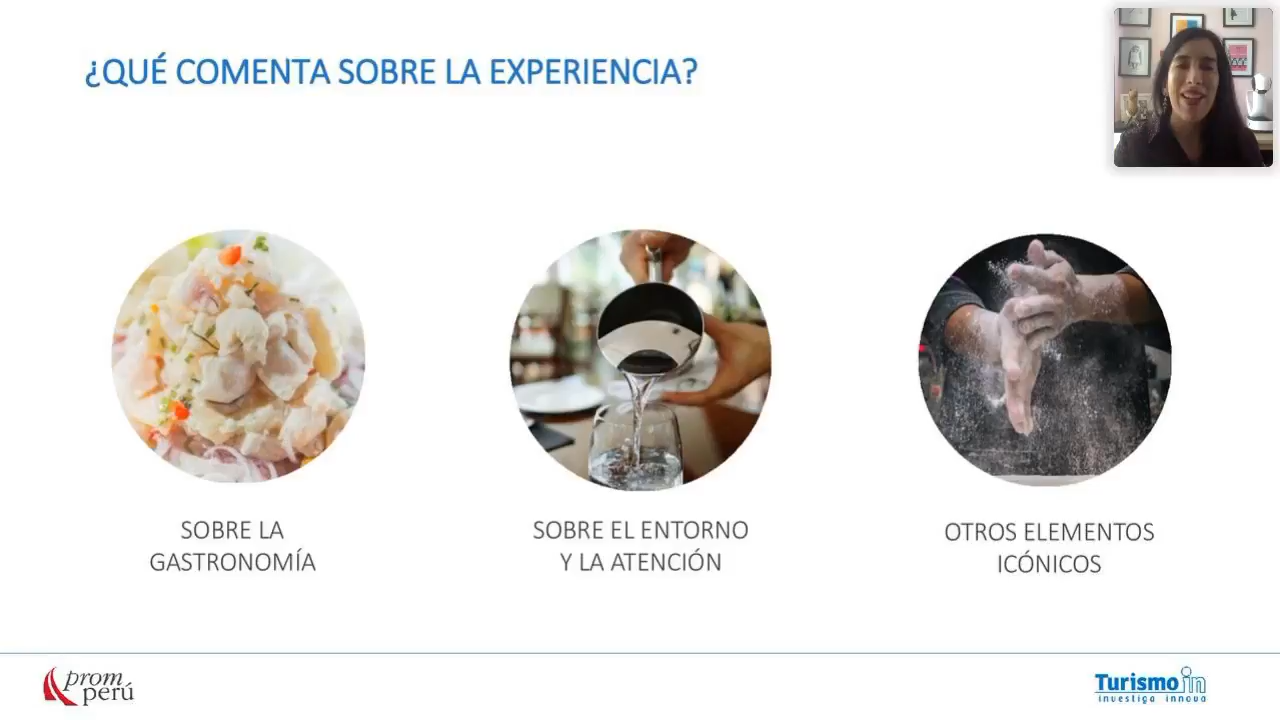 ¿QUÉ COMENTA SOBRE LA EXPERIENCIA?
SOBRE LA
GASTRONOMÍA
SOBRE EL ENTORNO
Y LA ATENCIÓN
OTROS ELEMENTOS
ICÓNICOS
prom
perú
Turismo in
investiga innova